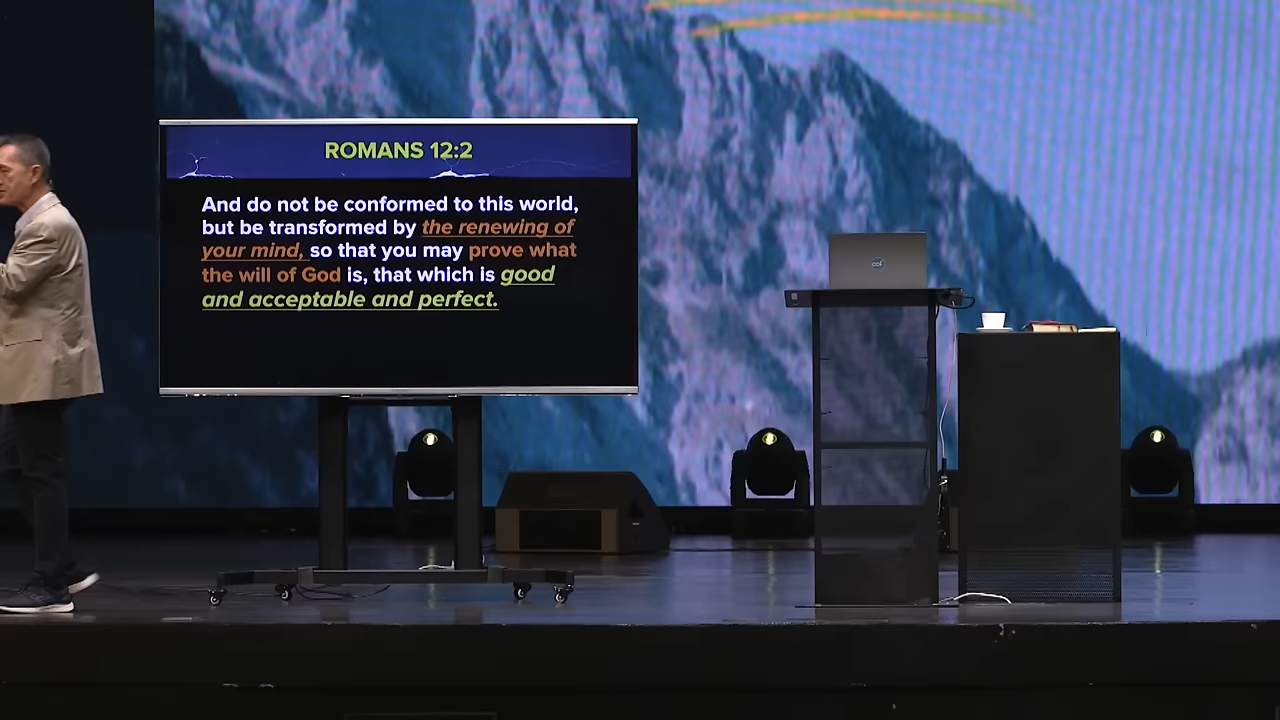 ROMANS 12:2
And do not be conformed to this world,
but be transformed by the renewing of
your mind, so that you may prove what
the will of God is, that which is good
and acceptable and perfect.